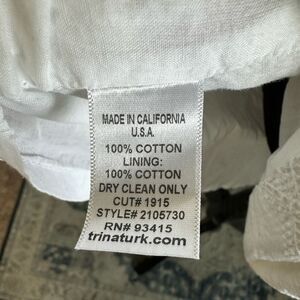 MADE IN CALIFORNIA
U.S.A.
100% COTTON
LINING:
100% COTTON
DRY CLEAN ONLY
CUT# 1915
STYLE# 2105730
RN# 93415
trinaturk.com